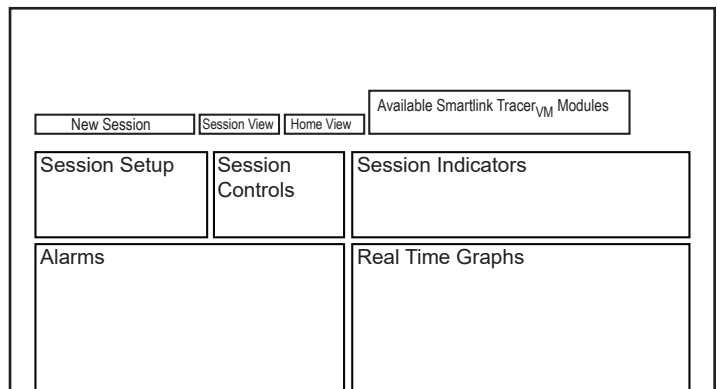 Available Smartlink TracerVM Modules
New Session Session View Home View
Session Setup
Session
Controls
Session Indicators
Alarms
Real Time Graphs